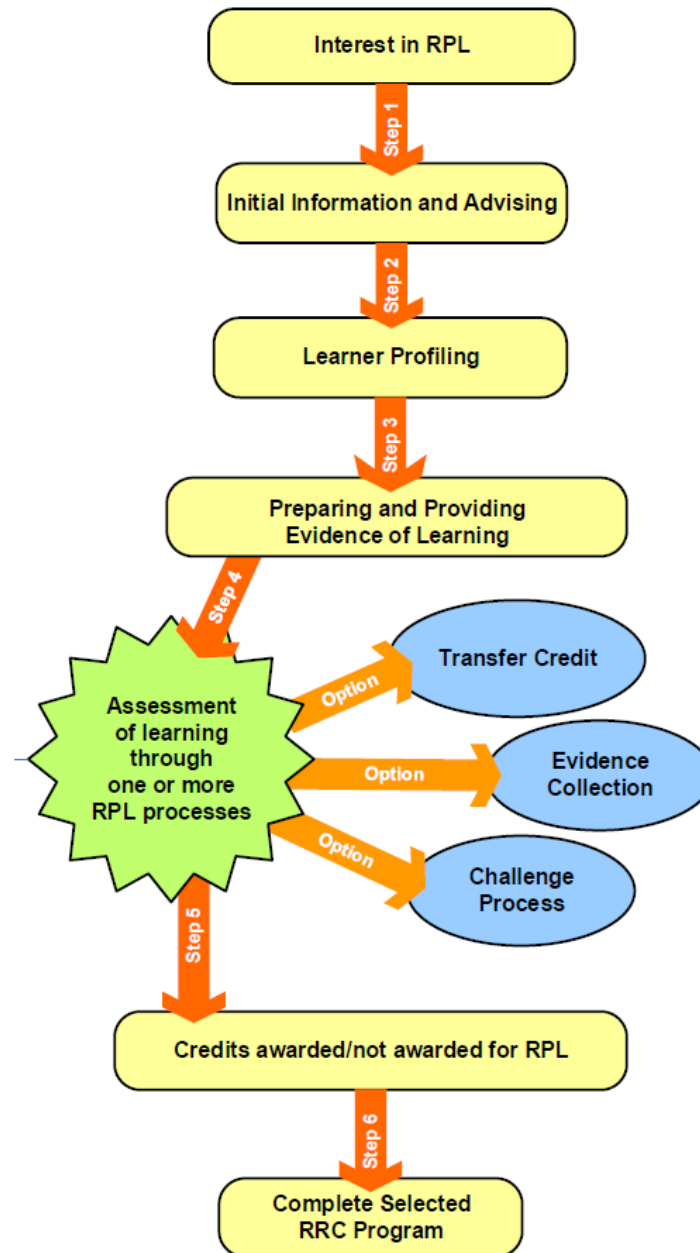 Interest in RPL
Step 1
Initial Information and Advising
Step 2
Learner Profiling
Step 3
Preparing and Providing
Evidence of Learning
Step 4
Assessment
of learning
through
one or more
RPL processes
Option
Transfer Credit
Option
Evidence
Collection
Option
Challenge
Process
Step 5
Credits awarded/not awarded for RPL
Step 6
Complete Selected
RRC Program